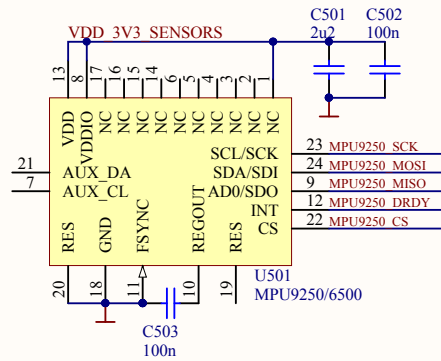 C501
2u2
C502
100n
VDD_3V3_SENSORS
13
8
17
16
15
14
6
5
4
3
2
1
VDD
VDDIO
NC
NC
NC
NC
NC
NC
NC
NC
NC
NC
21
AUX_DA
7
AUX_CL
SCL/SCK
23
MPU9250_SCK
SDA/SDI
24
MPU9250_MOSI
AD0/SDO
9
MPU9250_MISO
INT
12
MPU9250_DRDY
CS
22
MPU9250_CS
RES
GND
FSYNC
REGOUT
RES
20
18
11
10
19
U501
MPU9250/6500
C503
100n